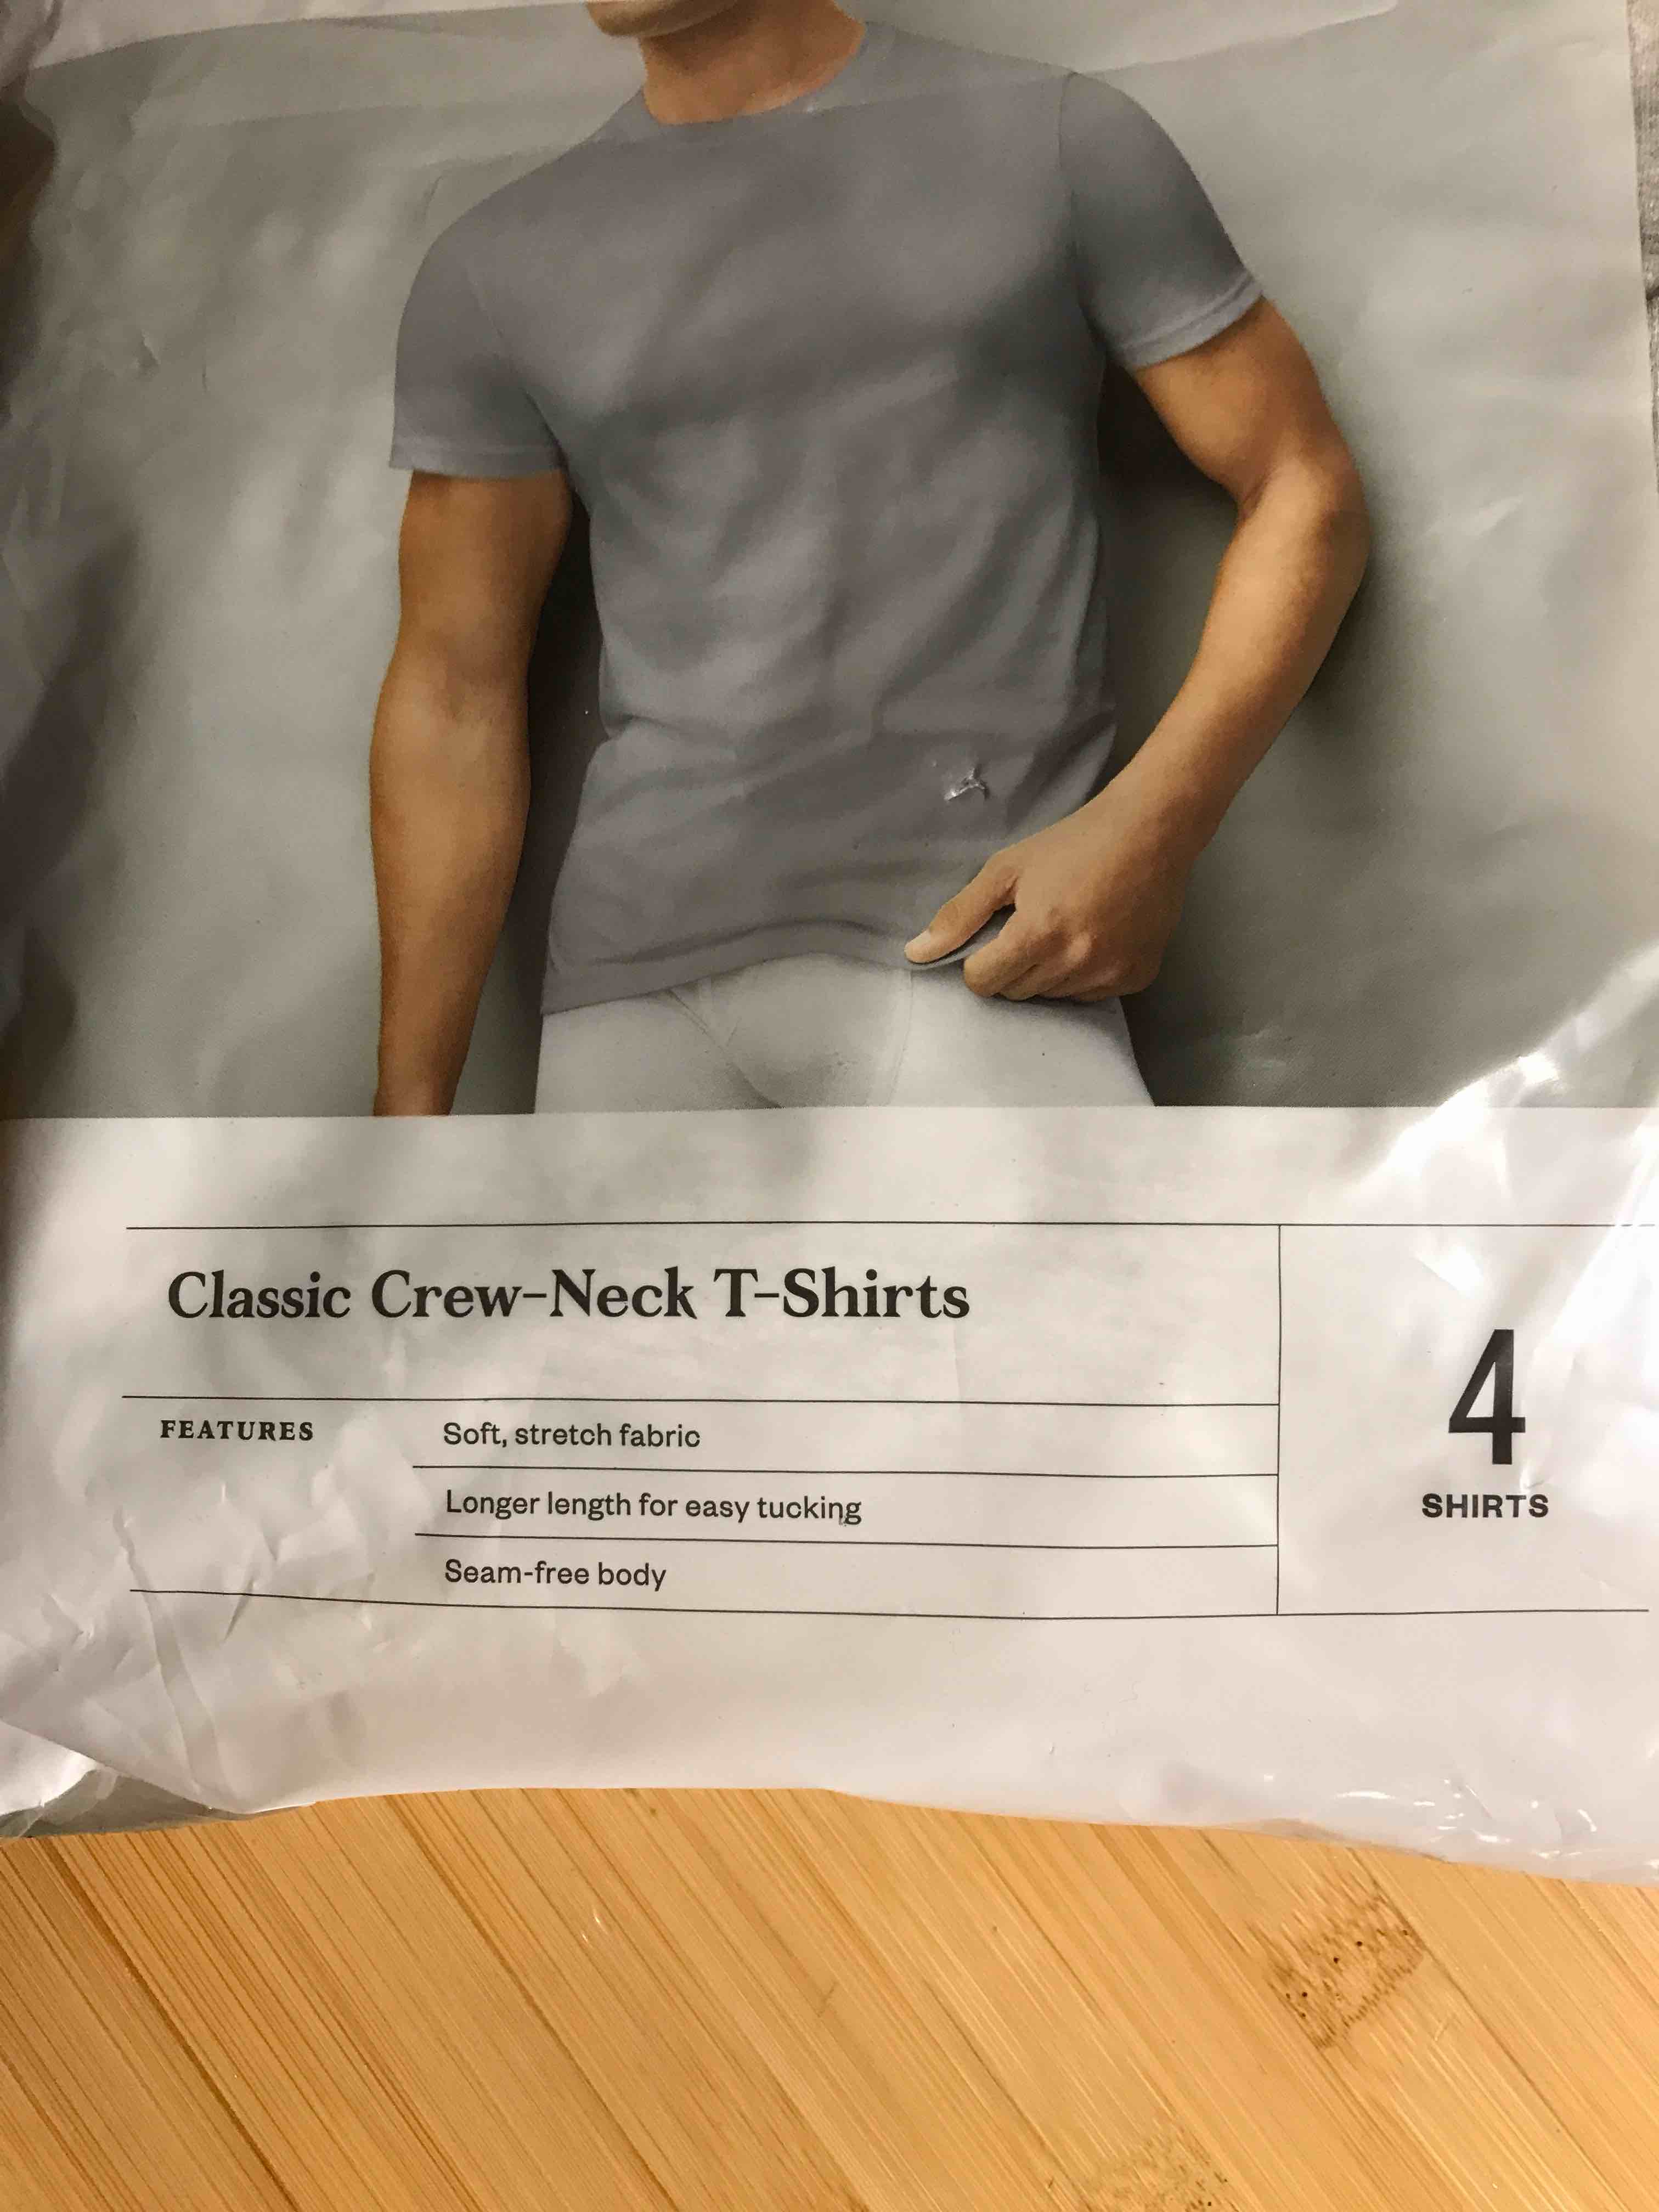 Classic Crew-Neck T-Shirts
FEATURES
Soft, stretch fabric
Longer length for easy tucking
Seam-free body
4
SHIRTS